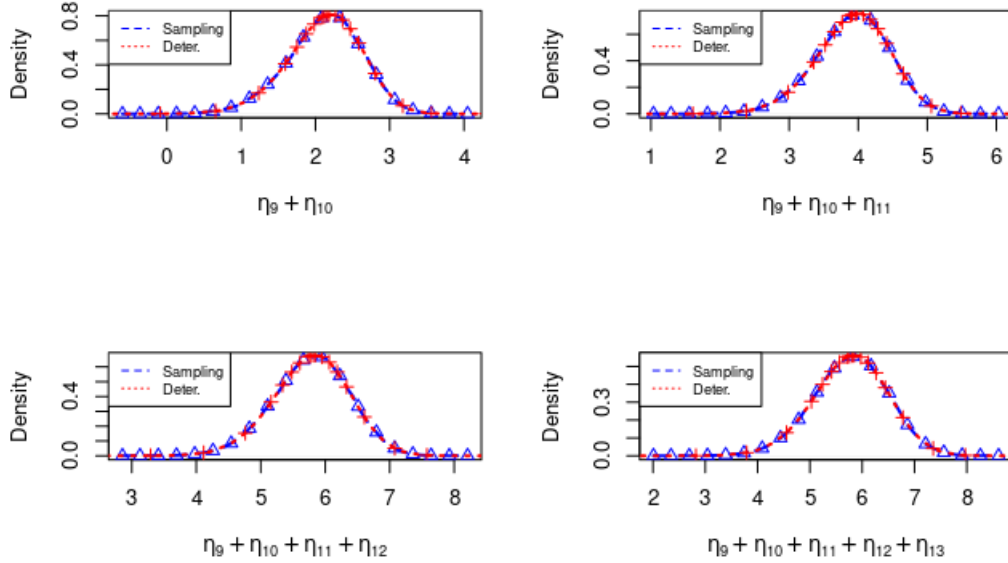 Density
0.8
0.4
0.0
Sampling
Deter.
0 1 2 3 4
η9 + η10
Density
0.4
0.0
Sampling
Deter.
1 2 3 4 5 6
η9 + η10 + η11
Density
0.4
0.0
Sampling
Deter.
3 4 5 6 7 8
η9 + η10 + η11 + η12
Density
0.3
0.0
Sampling
Deter.
2 3 4 5 6 7 8
η9 + η10 + η11 + η12 + η13